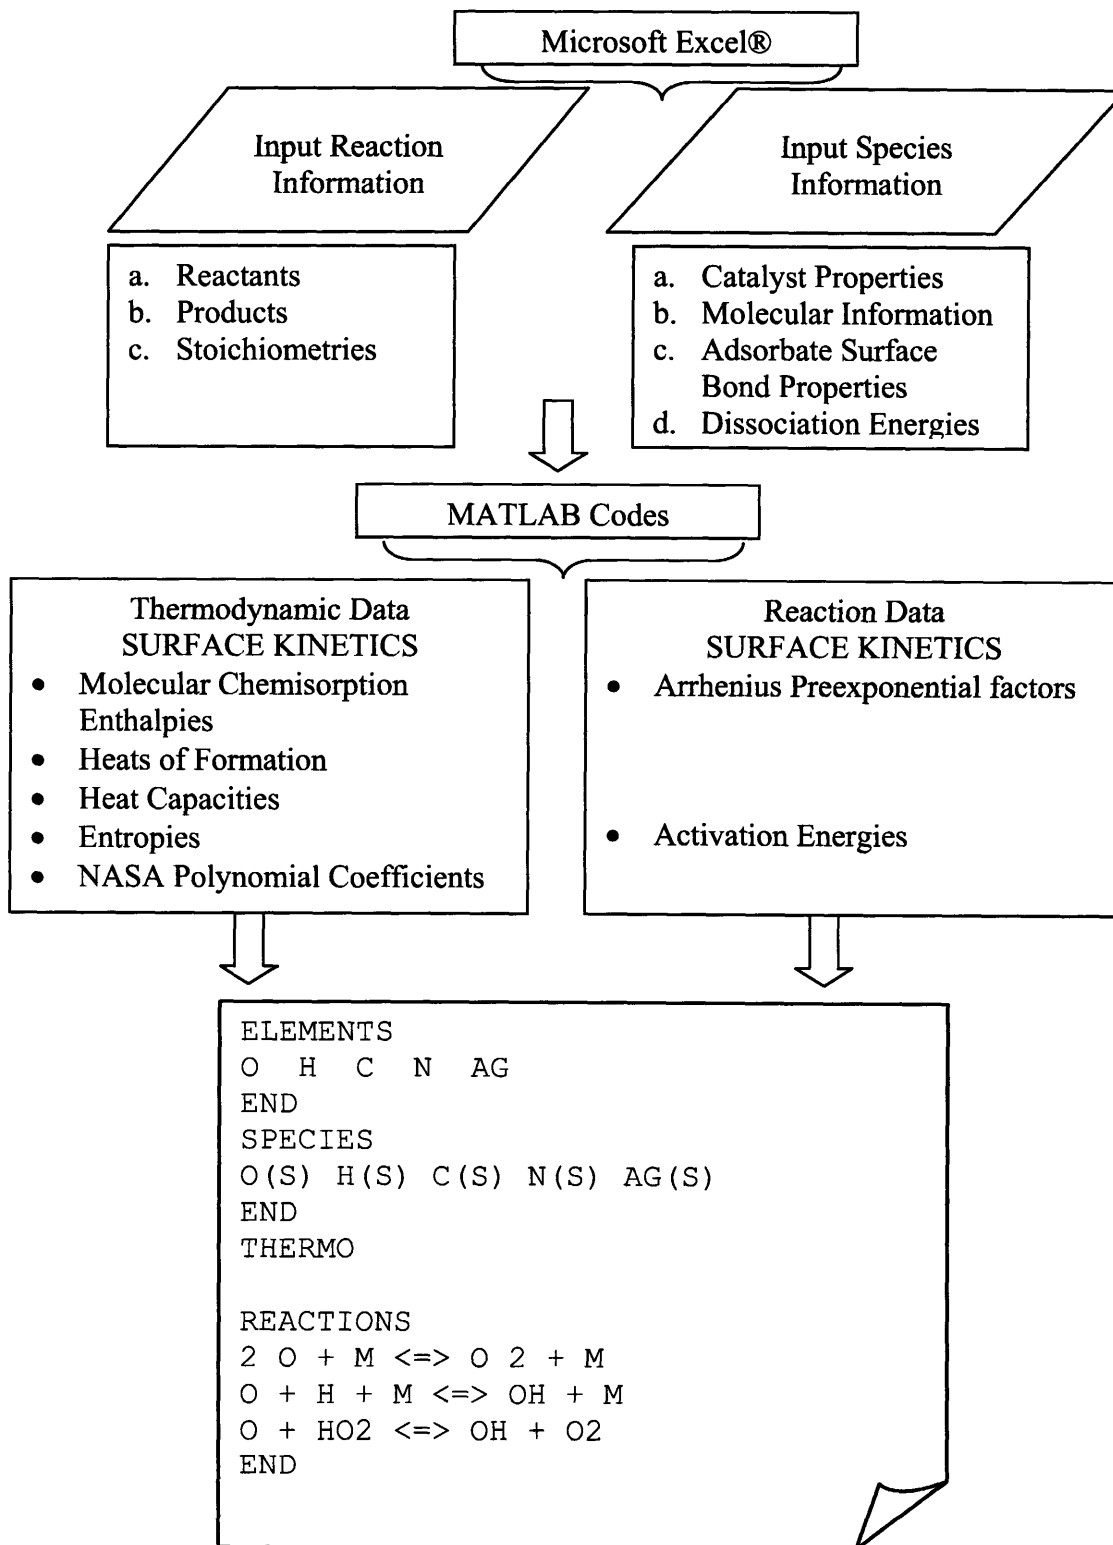 Microsoft Excel®
Input Reaction
Information
Input Species
Information
a. Reactants
b. Products
c. Stoichiometries
a. Catalyst Properties
b. Molecular Information
c. Adsorbate Surface
Bond Properties
d. Dissociation Energies
MATLAB Codes
Thermodynamic Data
SURFACE KINETICS
• Molecular Chemisorption
Enthalpies
• Heats of Formation
• Heat Capacities
• Entropies
• NASA Polynomial Coefficients
Reaction Data
SURFACE KINETICS
• Arrhenius Preexponential factors
• Activation Energies
ELEMENTS
O H C N AG
END
SPECIES
O(S) H(S) C(S) N(S) AG(S)
END
THERMO
REACTIONS
2 O + M <=> O 2 + M
O + H + M <=> OH + M
O + HO2 <=> OH + O2
END